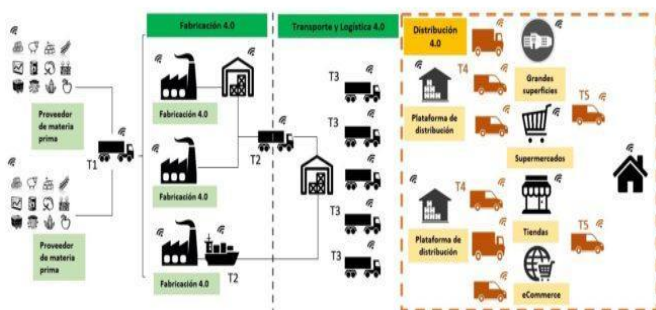 Fabricación 4.0
Transporte y Logística 4.0
Distribución
4.0
Proveedor
de materia
prima
T1
Proveedor
de materia
prima
Fabricación 4.0
Fabricación 4.0
Fabricación 4.0
T2
T2
T3
T3
T3
T3
T3
T4
Plataforma de
distribución
T4
Plataforma de
distribución
Grandes
superficies
T5
Supermercados
Tiendas
T5
eCommerce